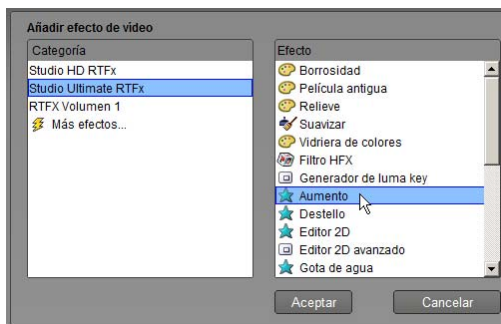 Añadir efecto de vídeo
Categoría
Studio HD RTFx
Studio Ultimate RTFx
RTFX Volumen 1
Más efectos...
Efecto
Borrosidad
Película antigua
Relieve
Suavizar
Vidriera de colores
Filtro HFX
Generador de luma key
Aumento
Destello
Editor 2D
Editor 2D avanzado
Gota de agua
Aceptar
Cancelar